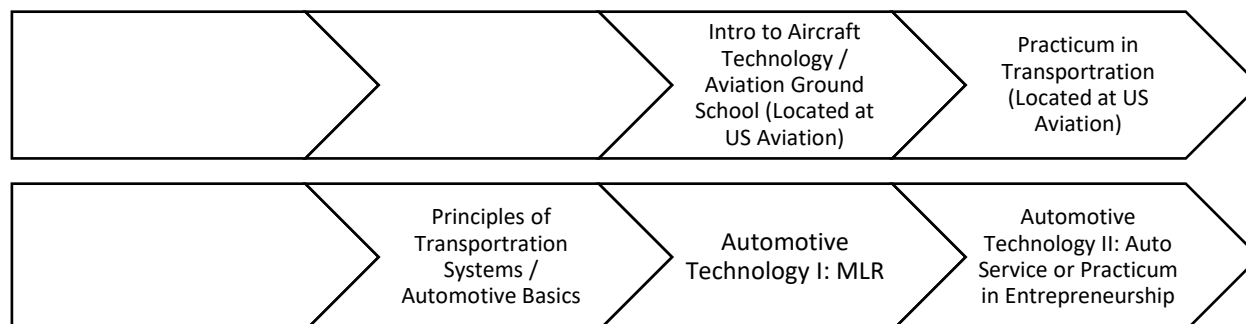 Intro to Aircraft
Technology /
Aviation Ground
School (Located at
US Aviation)
Practicum in
Transportration
(Located at US
Aviation)
Principles of
Transportration
Systems /
Automotive Basics
Automotive
Technology I: MLR
Automotive
Technology II: Auto
Service or Practicum
in Entrepreneurship